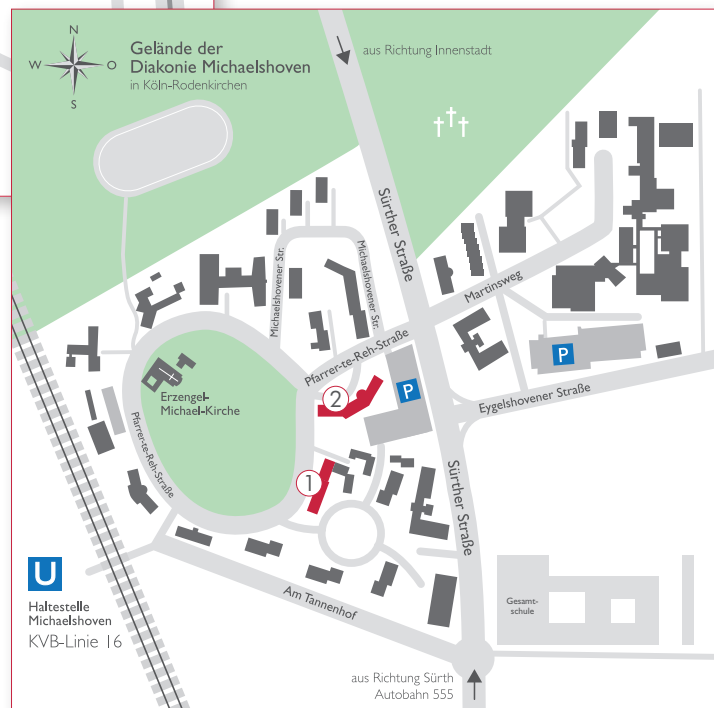 N
W
O
S
Gelände der
Diakonie Michaelshoven
in Köln-Rodenkirchen
aus Richtung Innenstadt
Sürther Straße
Michaelshovener Str.
Michaelshovener Str.
Martinsweg
Pfarrer-te-Reh-Straße
P
P
Erzengel-
Michael-Kirche
2
Eygelshovener Straße
Pfarrer-te-Reh-Straße
1
Sürther Straße
U
Haltestelle
Michaelshoven
KVB-Linie 16
Am Tannenhof
Gesamt-
schule
aus Richtung Sürth
Autobahn 555